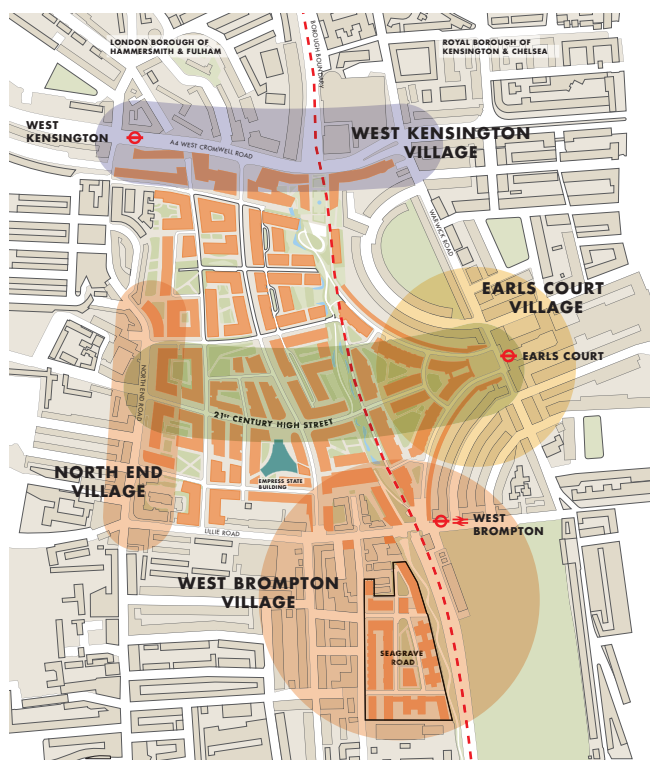 LONDON BOROUGH OF
HAMMERSMITH & FULHAM
BOROUGH BOUNDARY
ROYAL BOROUGH OF
KENSINGTON & CHELSEA
WEST
KENSINGTON
A4 WEST CROMWELL ROAD
WEST KENSINGTON
VILLAGE
WARWICK ROAD
EARLS COURT
VILLAGE
EARLS COURT
NORTH END ROAD
21st CENTURY HIGH STREET
NORTH END
VILLAGE
EMPRESS STATE
BUILDING
LILLIE ROAD
WEST
BROMPTON
WEST BROMPTON
VILLAGE
SEAGRAVE
ROAD